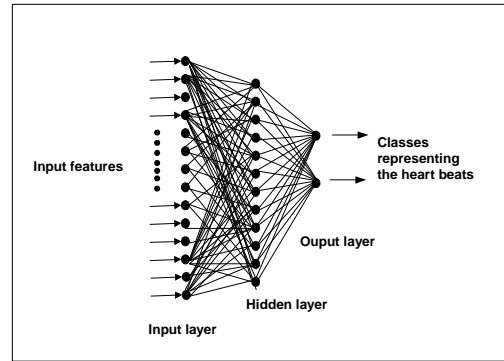 Input features
Classes
representing
the heart beats
Ouput layer
Hidden layer
Input layer